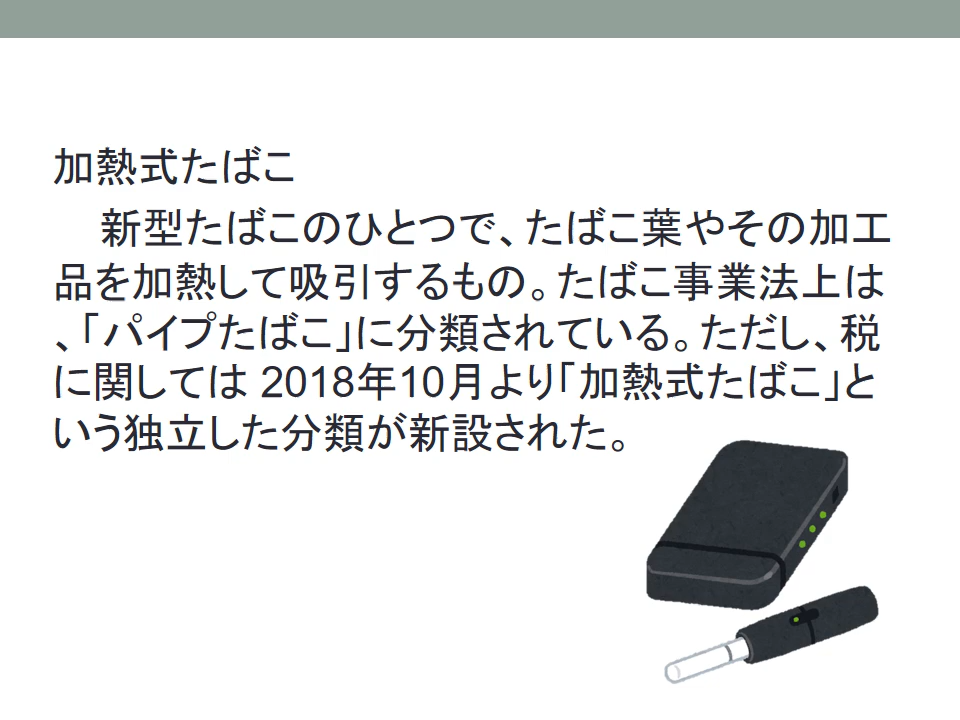 加熱式たばこ
新型たばこのひとつで、たばこ葉やその加工
品を加熱して吸引するもの。たばこ事業法上は
、「パイプたばこ」に分類されている。ただし、税
に関しては 2018年10月より「加熱式たばこ」と
いう独立した分類が新設された。